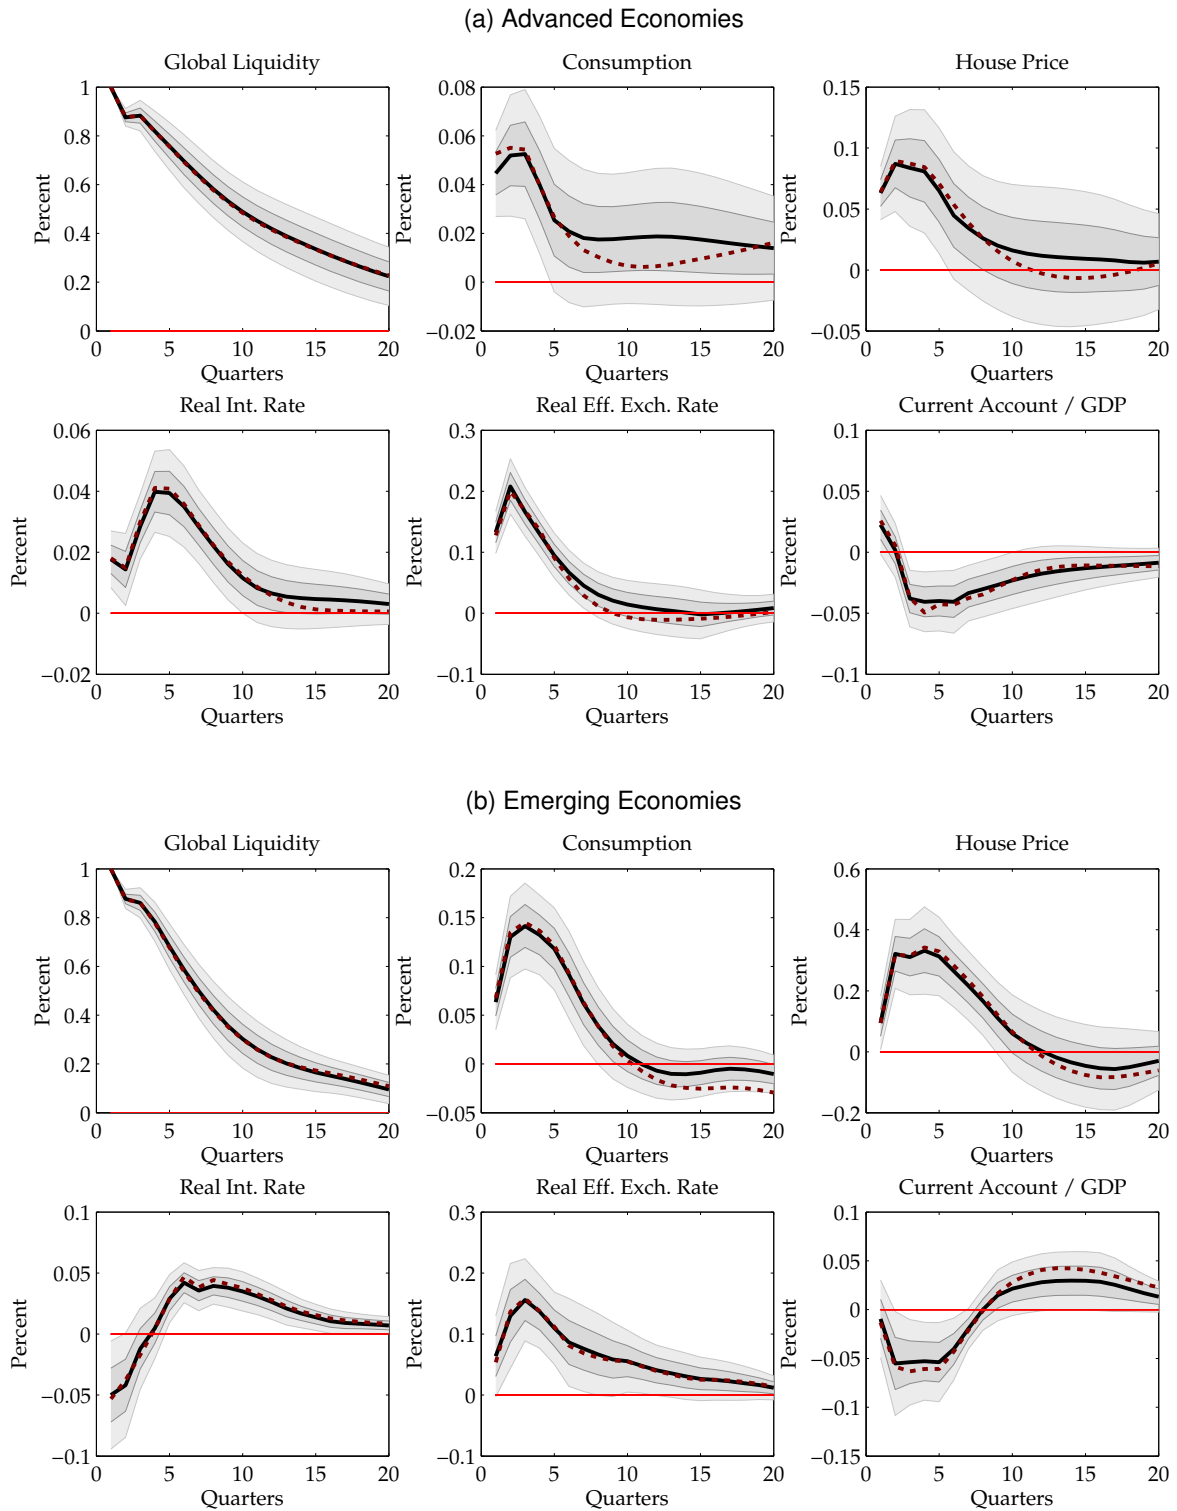 (a) Advanced Economies
Global Liquidity
Consumption
House Price
1
0.8
0.6
0.4
0.2
0
Percent
0 5 10 15 20
Quarters
0.08
0.06
0.04
0.02
0
−0.02
Percent
0 5 10 15 20
Quarters
0.15
0.1
0.05
0
−0.05
Percent
0 5 10 15 20
Quarters
Real Int. Rate
Real Eff. Exch. Rate
Current Account / GDP
0.06
0.04
0.02
0
−0.02
Percent
0 5 10 15 20
Quarters
0.3
0.2
0.1
0
−0.1
Percent
0 5 10 15 20
Quarters
0.1
0.05
0
−0.05
−0.1
Percent
0 5 10 15 20
Quarters
(b) Emerging Economies
Global Liquidity
Consumption
House Price
1
0.8
0.6
0.4
0.2
0
Percent
0 5 10 15 20
Quarters
0.2
0.15
0.1
0.05
0
−0.05
Percent
0 5 10 15 20
Quarters
0.6
0.4
0.2
0
−0.2
Percent
0 5 10 15 20
Quarters
Real Int. Rate
Real Eff. Exch. Rate
Current Account / GDP
0.1
0.05
0
−0.05
−0.1
Percent
0 5 10 15 20
Quarters
0.3
0.2
0.1
0
−0.1
Percent
0 5 10 15 20
Quarters
0.1
0.05
0
−0.05
−0.1
−0.15
Percent
0 5 10 15 20
Quarters